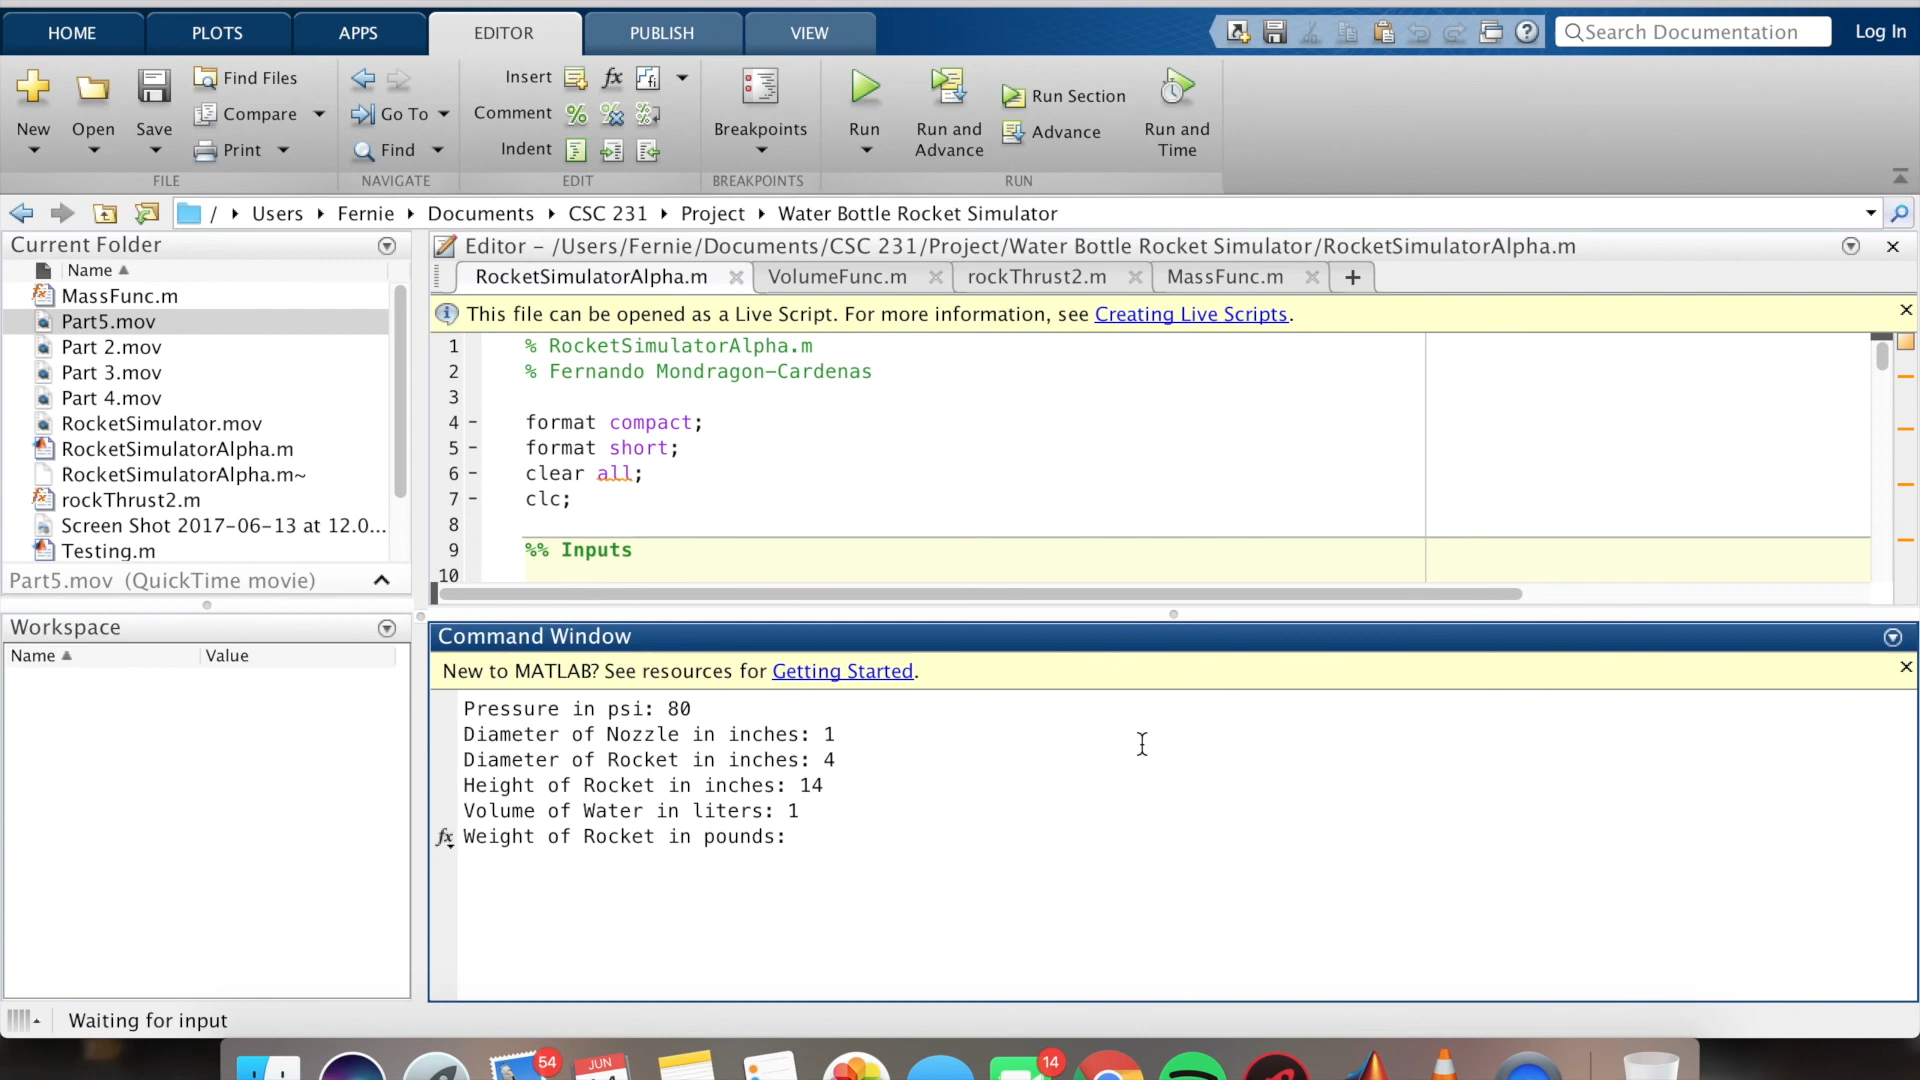 HOME PLOTS APPS EDITOR PUBLISH VIEW
Search Documentation
Log In
New
Open
Save
Find Files
Compare
Print
FILE
Go To
Find
NAVIGATE
Insert
fx
Comment
Indent
EDIT
Breakpoints
BREAKPOINTS
Run
Run and
Advance
Run Section
Advance
Run and
Time
RUN
/ Users Fernie Documents CSC 231 Project Water Bottle Rocket Simulator
Current Folder
Name
MassFunc.m
Part5.mov
Part 2.mov
Part 3.mov
Part 4.mov
RocketSimulator.mov
RocketSimulatorAlpha.m
RocketSimulatorAlpha.m~
rockThrust2.m
Screen Shot 2017-06-13 at 12.0...
Testing.m
Part5.mov (QuickTime movie)
Workspace
Name Value
Editor – /Users/Fernie/Documents/CSC 231/Project/Water Bottle Rocket Simulator/RocketSimulatorAlpha.m
RocketSimulatorAlpha.m VolumeFunc.m rockThrust2.m MassFunc.m +
This file can be opened as a Live Script. For more information, see Creating Live Scripts.
1 % RocketSimulatorAlpha.m
2 % Fernando Mondragon-Cardenas
3
4 – format compact;
5 – format short;
6 – clear all;
7 – clc;
8
9 %% Inputs
10
Command Window
New to MATLAB? See resources for Getting Started.
Pressure in psi: 80
Diameter of Nozzle in inches: 1
Diameter of Rocket in inches: 4
Height of Rocket in inches: 14
Volume of Water in liters: 1
fx Weight of Rocket in pounds:
Waiting for input
54
JUN
14